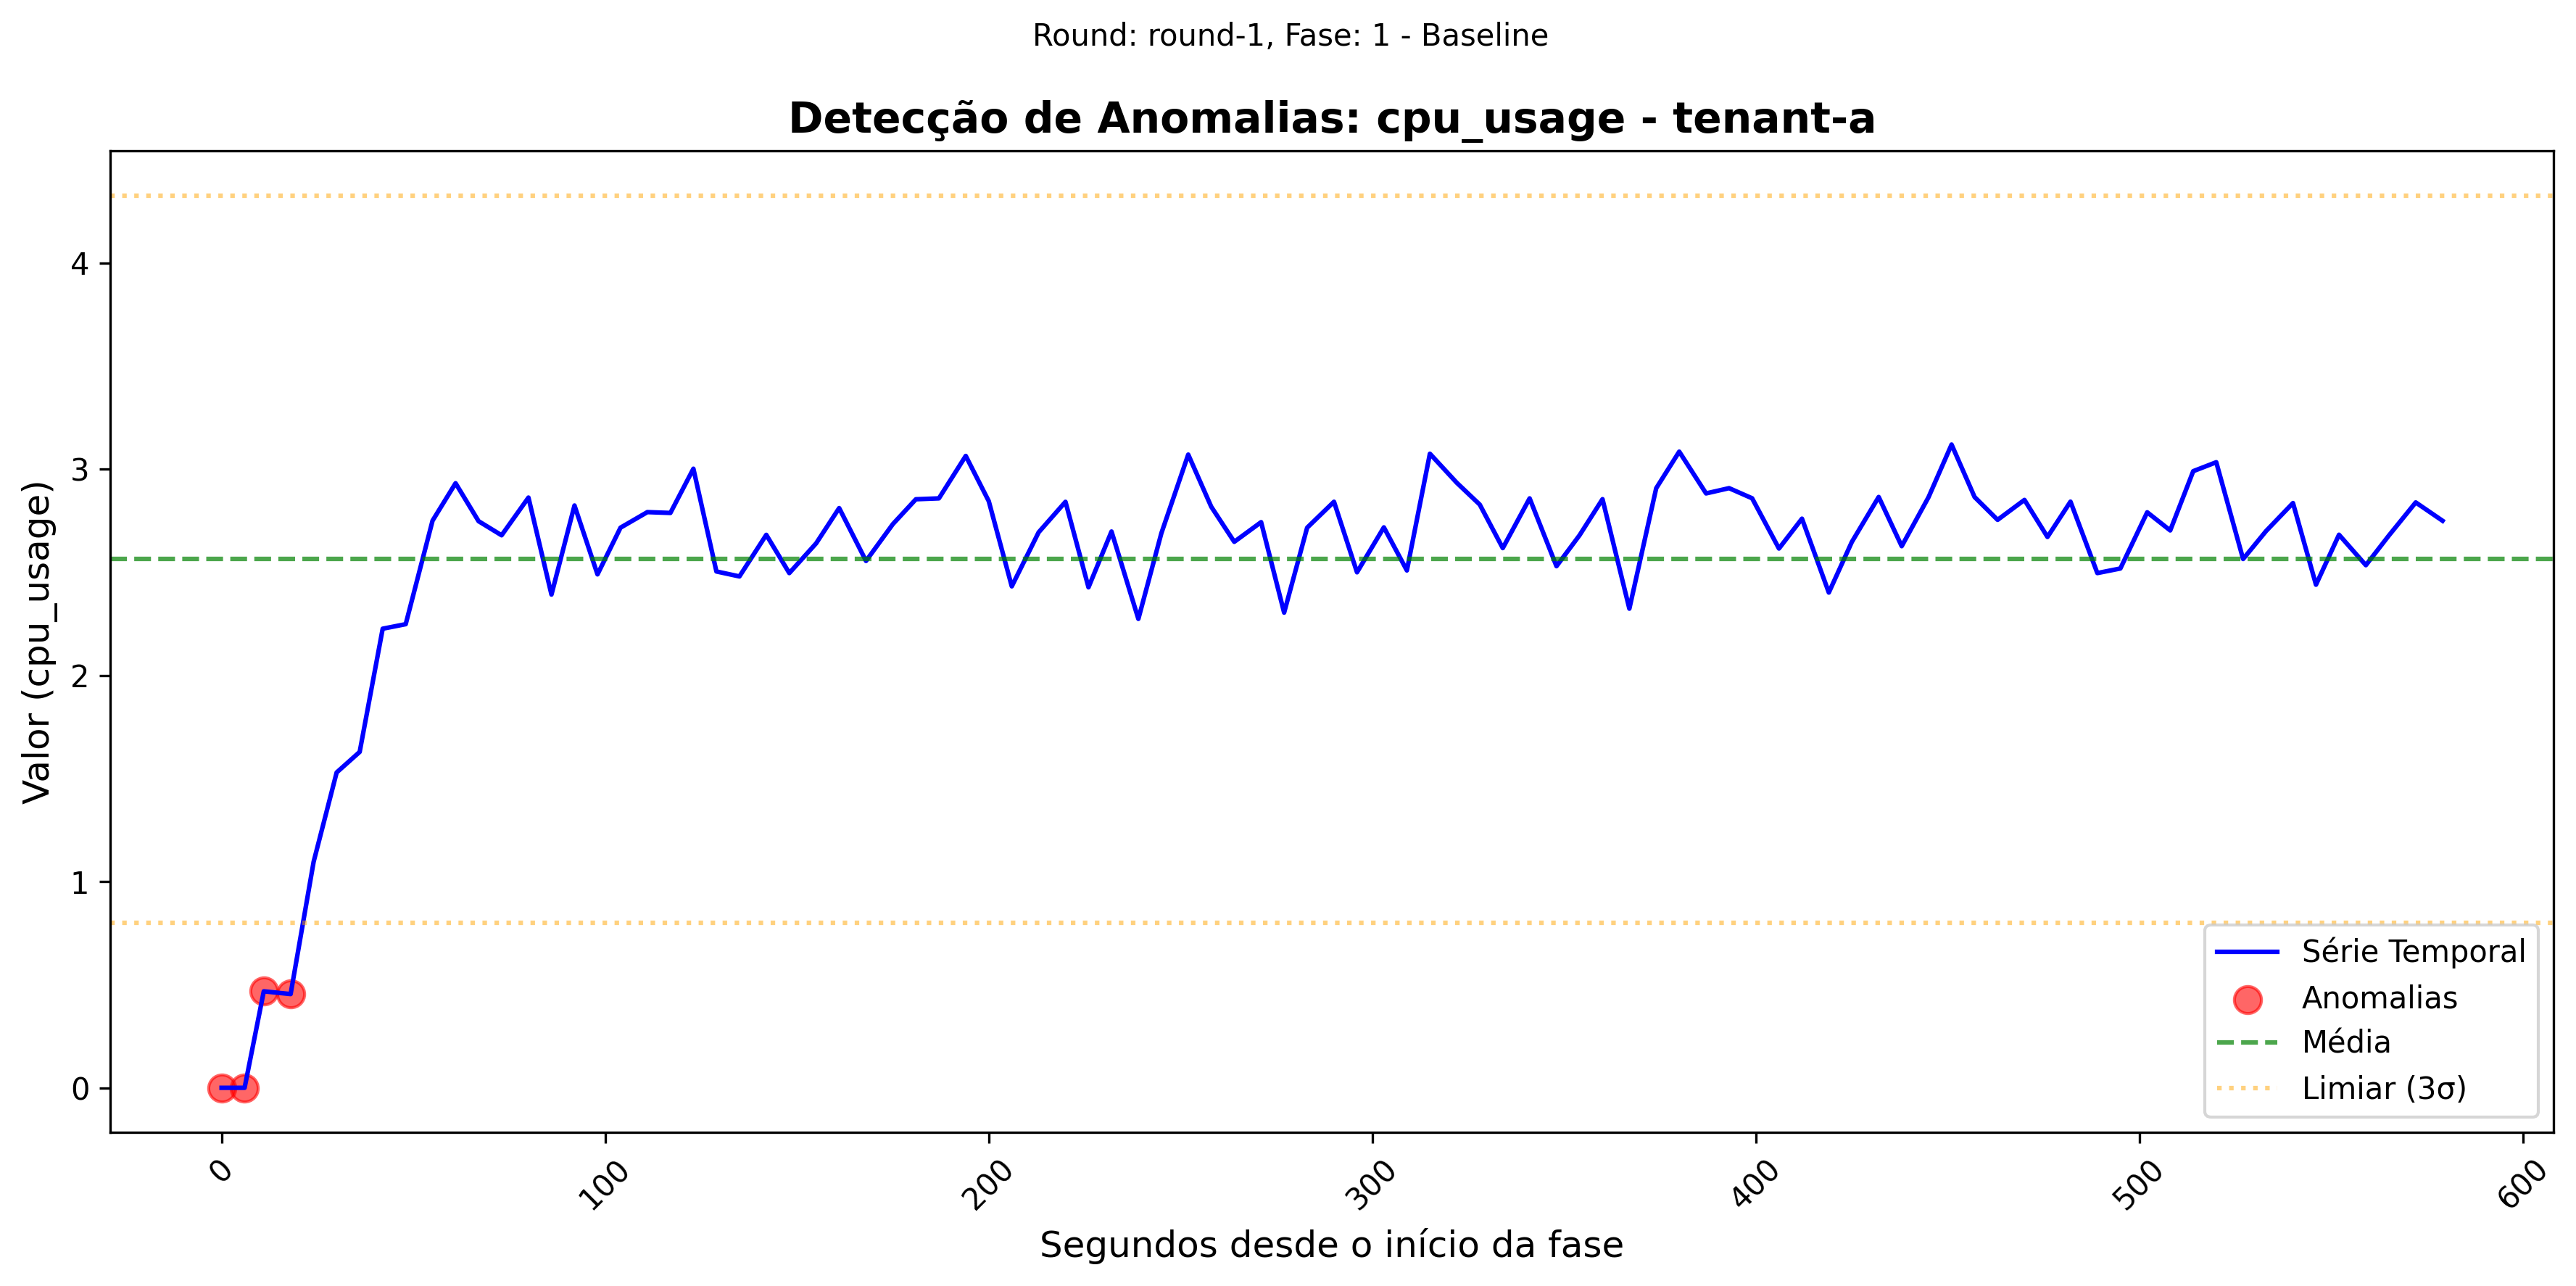 Round: round-1, Fase: 1 - Baseline
Detecção de Anomalias: cpu_usage - tenant-a
Valor (cpu_usage)
4
3
2
1
0
Série Temporal
Anomalias
Média
Limiar (3σ)
0
100
200
300
400
500
600
Segundos desde o início da fase